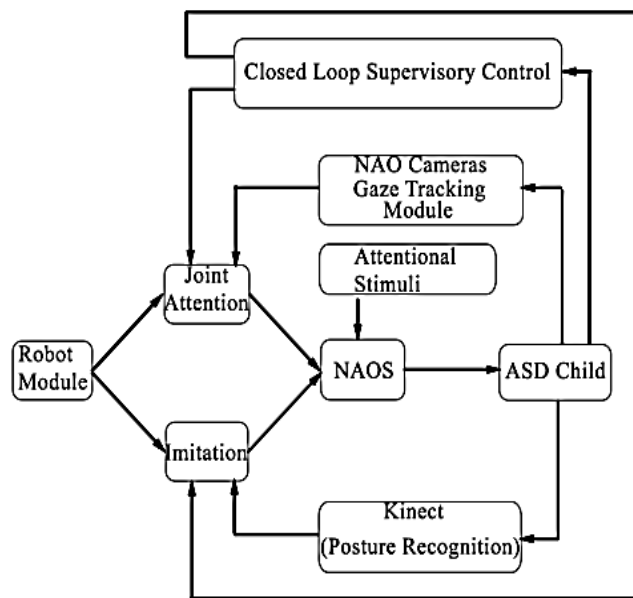 Closed Loop Supervisory Control
NAO Cameras
Gaze Tracking
Module
Attentional
Stimuli
Joint
Attention
Robot
Module
NAOS
ASD Child
Imitation
Kinect
(Posture Recognition)